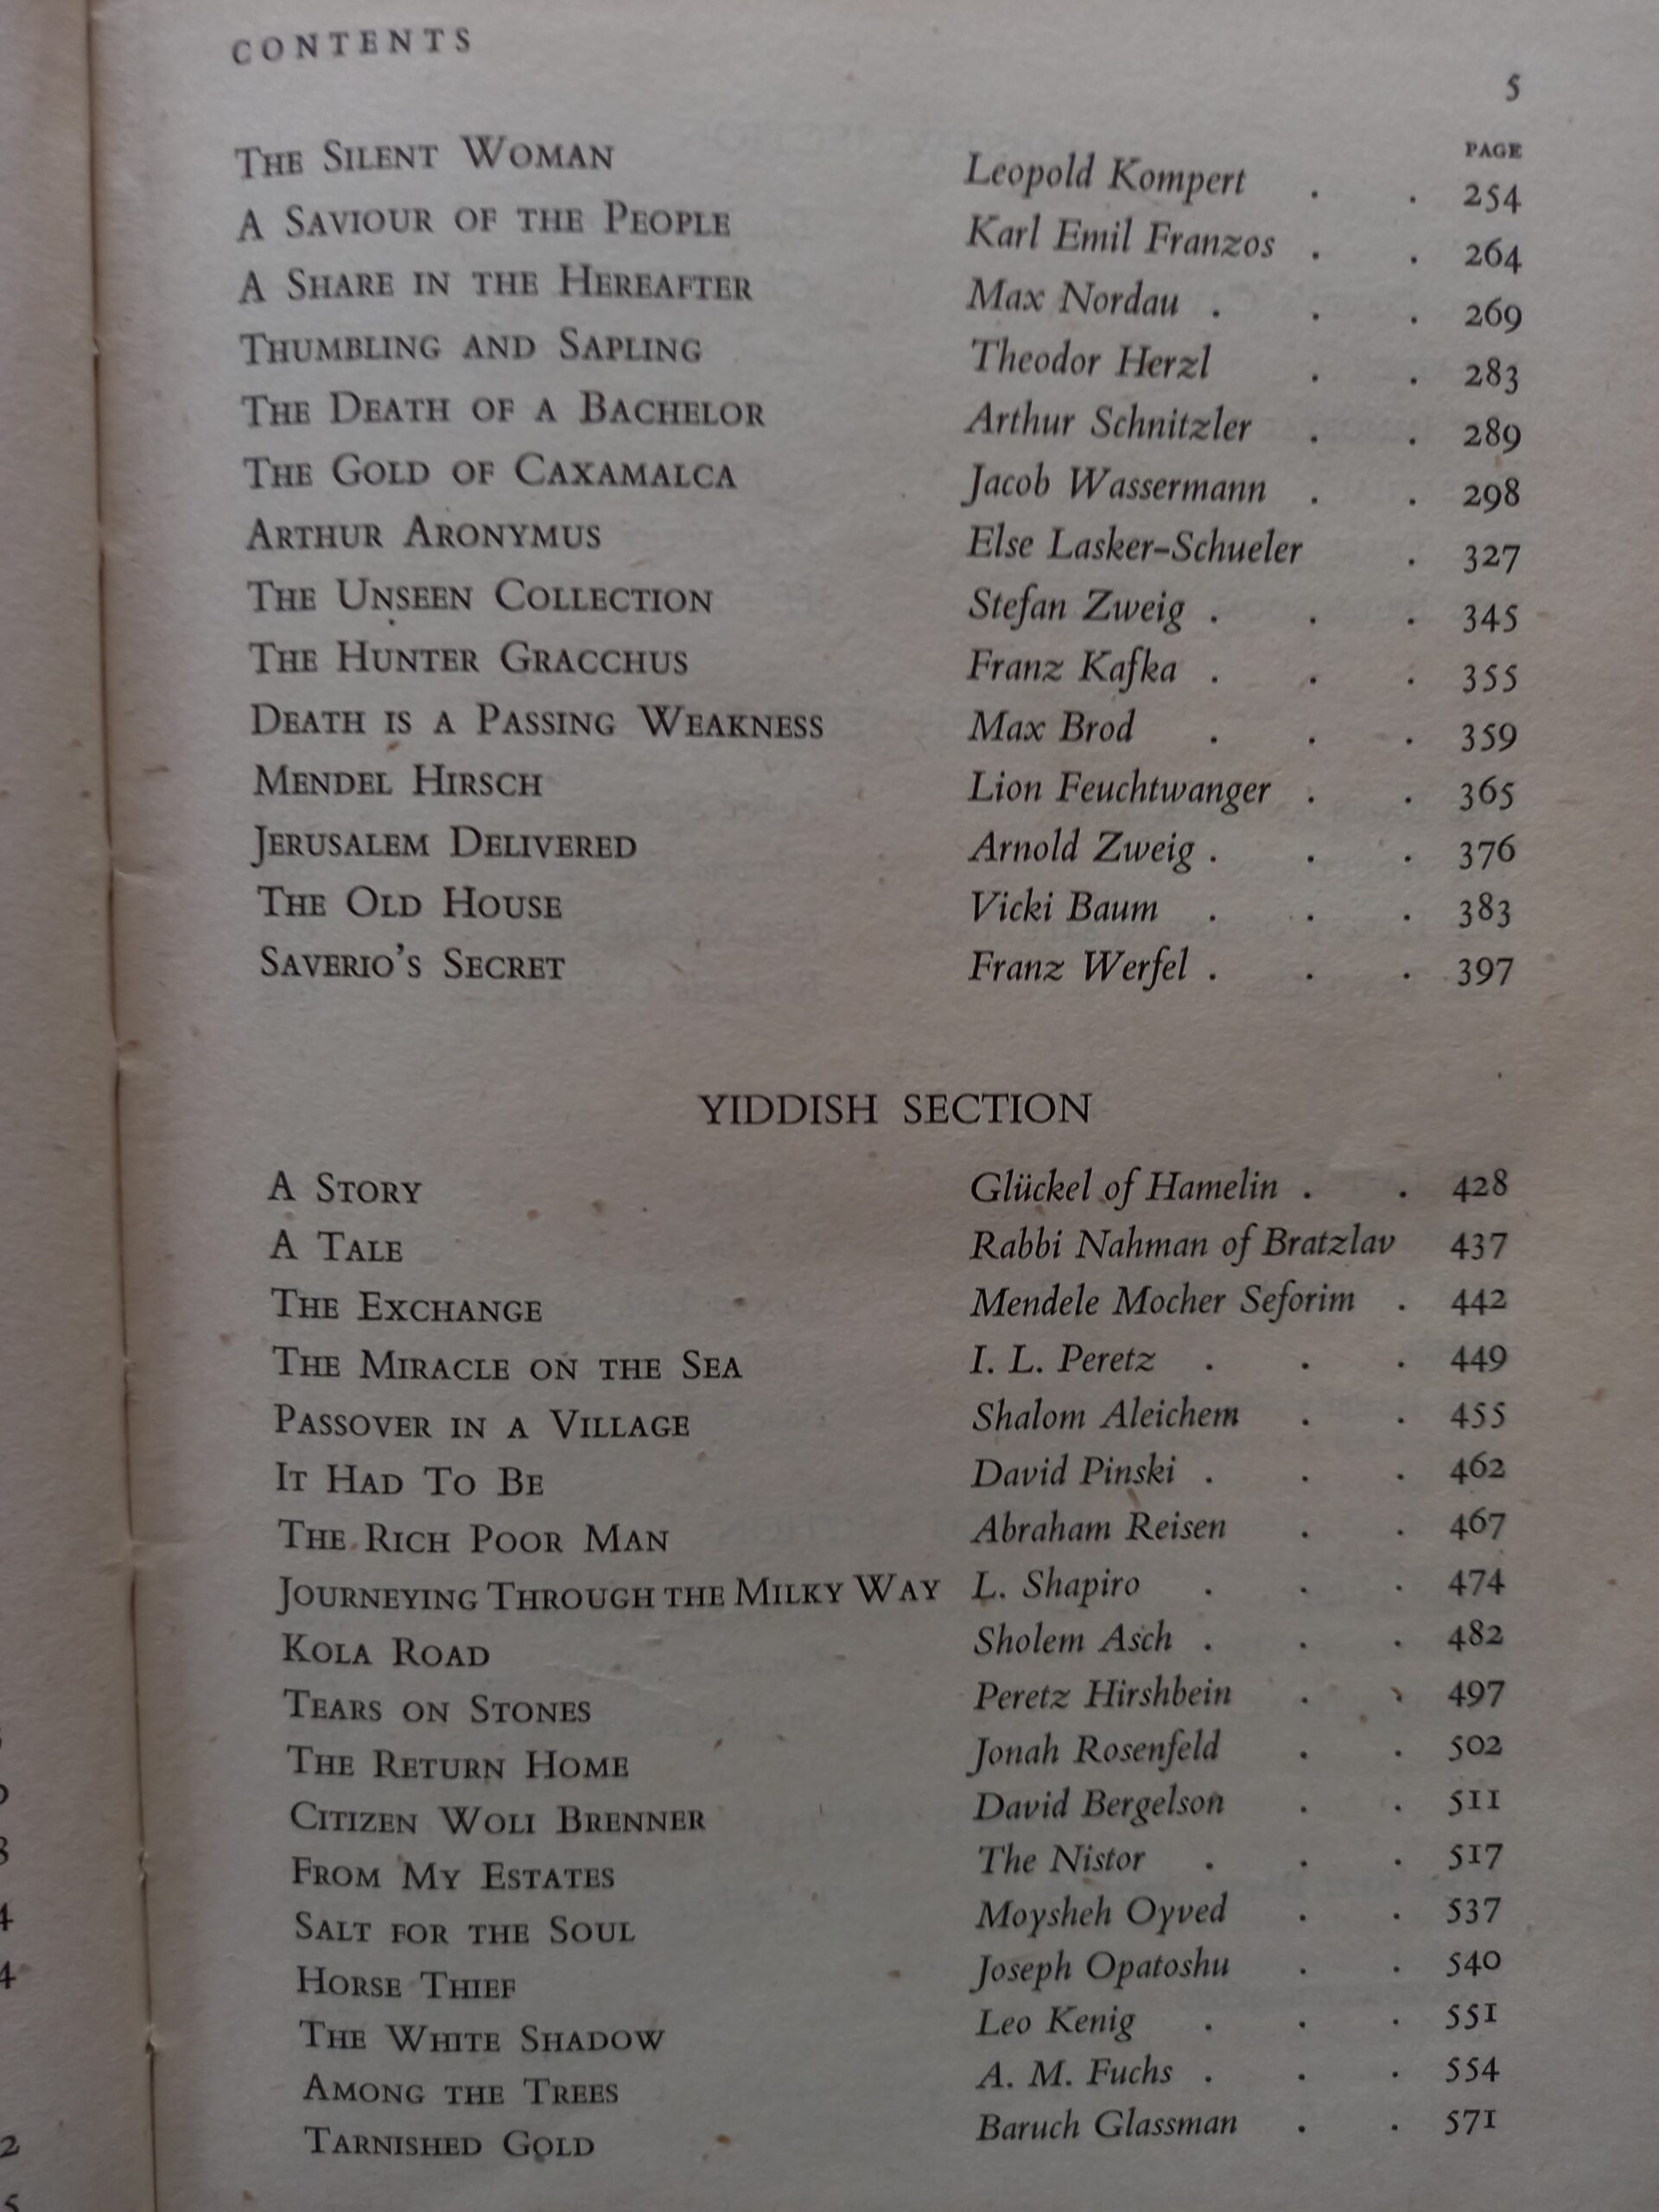 CONTENTS
5
PAGE
THE SILENT WOMAN Leopold Kompert . . 254
A SAVIOUR OF THE PEOPLE Karl Emil Franzos . . 264
A SHARE IN THE HEREAFTER Max Nordau . . . 269
THUMBLING AND SAPLING Theodor Herzl . . 283
THE DEATH OF A BACHELOR Arthur Schnitzler . . 289
THE GOLD OF CAXAMALCA Jacob Wassermann . . 298
ARTHUR ARONYMUS Else Lasker-Schueler . 327
THE UNSEEN COLLECTION Stefan Zweig . . . 345
THE HUNTER GRACCHUS Franz Kafka . . . 355
DEATH IS A PASSING WEAKNESS Max Brod . . . 359
MENDEL HIRSCH Lion Feuchtwanger . . 365
JERUSALEM DELIVERED Arnold Zweig . . . 376
THE OLD HOUSE Vicki Baum . . . 383
SAVERIO'S SECRET Franz Werfel . . . 397
YIDDISH SECTION
A STORY Glückel of Hamelin . . 428
A TALE Rabbi Nahman of Bratzlav 437
THE EXCHANGE Mendele Mocher Seforim . 442
THE MIRACLE ON THE SEA I. L. Peretz . . . 449
PASSOVER IN A VILLAGE Shalom Aleichem . . 455
IT HAD TO BE David Pinski . . . 462
THE RICH POOR MAN Abraham Reisen . . 467
JOURNEYING THROUGH THE MILKY WAY L. Shapiro . . . 474
KOLA ROAD Sholem Asch . . . 482
TEARS ON STONES Peretz Hirshbein . . 497
THE RETURN HOME Jonah Rosenfeld . . 502
CITIZEN WOLI BRENNER David Bergelson . . 511
FROM MY ESTATES The Nistor . . . 517
SALT FOR THE SOUL Moysheh Oyved . . 537
HORSE THIEF Joseph Opatoshu . . 540
THE WHITE SHADOW Leo Kenig . . . 551
AMONG THE TREES A. M. Fuchs . . . 554
TARNISHED GOLD Baruch Glassman . . 571